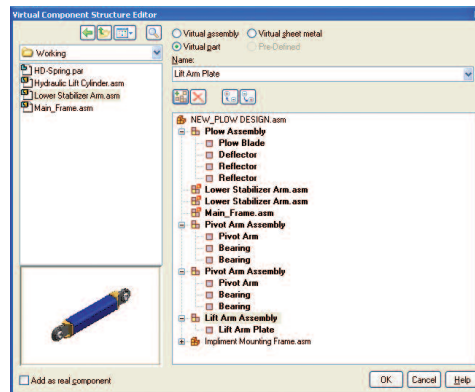 Virtual Component Structure Editor
Virtual assembly
Virtual sheet metal
Virtual part
Pre-Defined
Working
Name:
Lift Arm Plate
HD-Spring.par
Hydraulic Lift Cylinder.asm
Lower Stabilizer Arm.asm
Main_Frame.asm
NEW_PLOW DESIGN.asm
Plow Assembly
Plow Blade
Deflector
Reflector
Reflector
Lower Stabilizer Arm.asm
Lower Stabilizer Arm.asm
Main_Frame.asm
Pivot Arm Assembly
Pivot Arm
Bearing
Bearing
Pivot Arm Assembly
Pivot Arm
Bearing
Bearing
Lift Arm Assembly
Lift Arm Plate
Impliment Mounting Frame.asm
Add as real component
OK
Cancel
Help